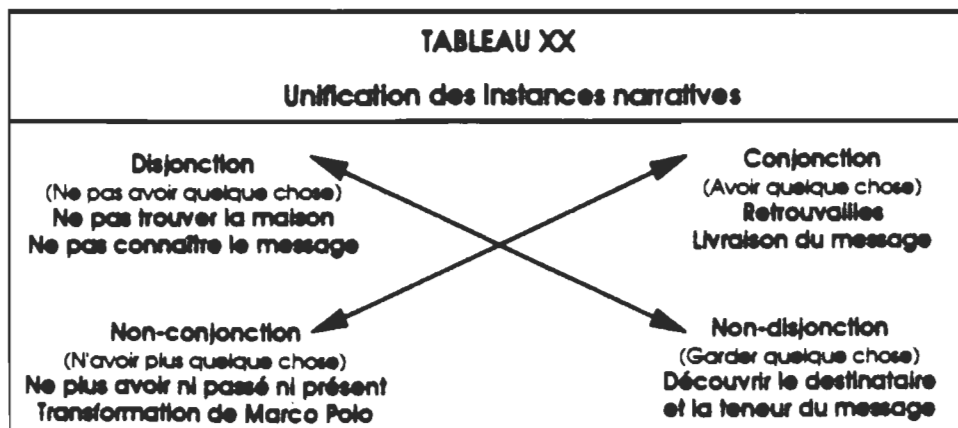 TABLEAU XX
Unification des instances narratives
Disjonction
(Ne pas avoir quelque chose)
Ne pas trouver la maison
Ne pas connaître le message
Conjonction
(Avoir quelque chose)
Retrouvailles
Livraison du message
Non-conjonction
(N'avoir plus quelque chose)
Ne plus avoir ni passé ni présent
Transformation de Marco Polo
Non-disjonction
(Garder quelque chose)
Découvrir le destinataire
et la teneur du message